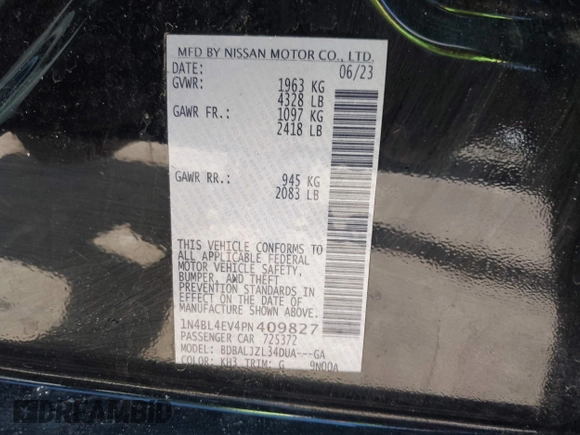 MFD BY NISSAN MOTOR CO., LTD.
DATE: 06/23
GVWR: 1963 KG
4328 LB
GAWR FR.: 1097 KG
2418 LB
GAWR RR.: 945 KG
2083 LB
THIS VEHICLE CONFORMS TO
ALL APPLICABLE FEDERAL
MOTOR VEHICLE SAFETY,
BUMPER, AND THEFT
PREVENTION STANDARDS IN
EFFECT ON THE DATE OF
MANUFACTURE SHOWN ABOVE.
1N4BL4EV4PN409827
PASSENGER CAR 725372
MODEL: BDBALJZL34DUA---GA
COLOR: KH3 TRIM: G 9N00A
DREAMBID